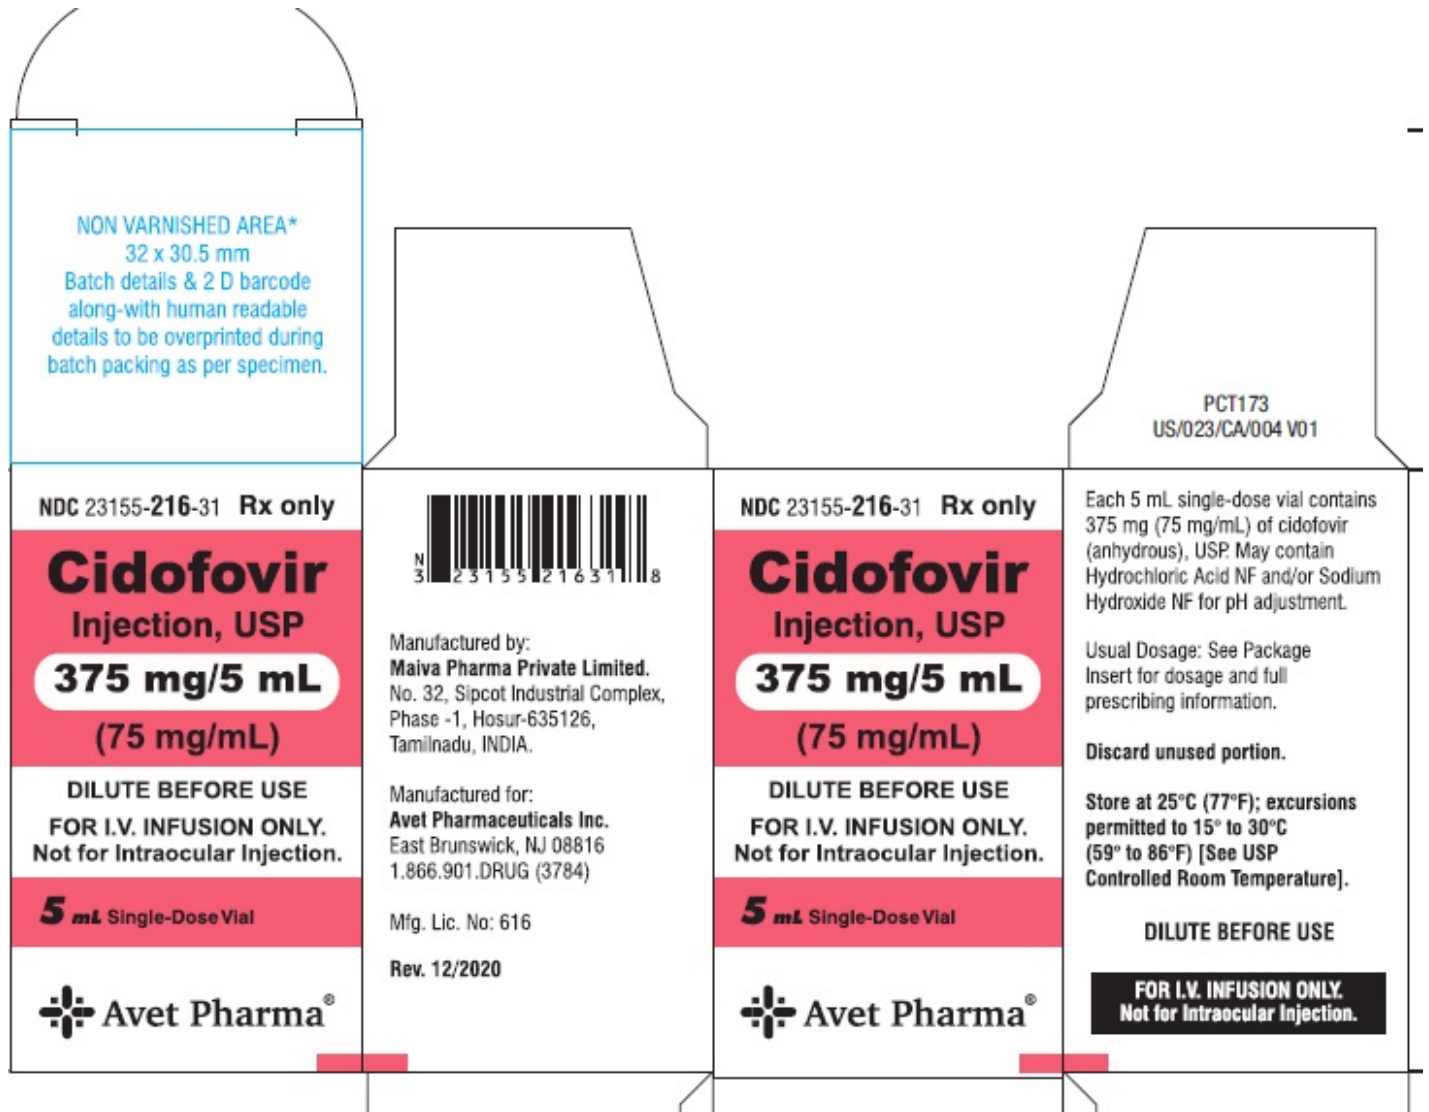 NON VARNISHED AREA*
32 x 30.5 mm
Batch details & 2 D barcode
along-with human readable
details to be overprinted during
batch packing as per specimen.
NDC 23155-216-31 Rx only
Cidofovir
Injection, USP
375 mg/5 mL
(75 mg/mL)
DILUTE BEFORE USE
FOR I.V. INFUSION ONLY.
Not for Intraocular Injection.
5 mL Single-Dose Vial
Avet Pharma®
N
3 23155 21631 8
Manufactured by:
Maiva Pharma Private Limited.
No. 32, Sipcot Industrial Complex,
Phase -1, Hosur-635126,
Tamilnadu, INDIA.
Manufactured for:
Avet Pharmaceuticals Inc.
East Brunswick, NJ 08816
1.866.901.DRUG (3784)
Mfg. Lic. No: 616
Rev. 12/2020
NDC 23155-216-31 Rx only
Cidofovir
Injection, USP
375 mg/5 mL
(75 mg/mL)
DILUTE BEFORE USE
FOR I.V. INFUSION ONLY.
Not for Intraocular Injection.
5 mL Single-Dose Vial
Avet Pharma®
PCT173
US/023/CA/004 V01
Each 5 mL single-dose vial contains
375 mg (75 mg/mL) of cidofovir
(anhydrous), USP. May contain
Hydrochloric Acid NF and/or Sodium
Hydroxide NF for pH adjustment.
Usual Dosage: See Package
Insert for dosage and full
prescribing information.
Discard unused portion.
Store at 25°C (77°F); excursions
permitted to 15° to 30°C
(59° to 86°F) [See USP
Controlled Room Temperature].
DILUTE BEFORE USE
FOR I.V. INFUSION ONLY.
Not for Intraocular Injection.